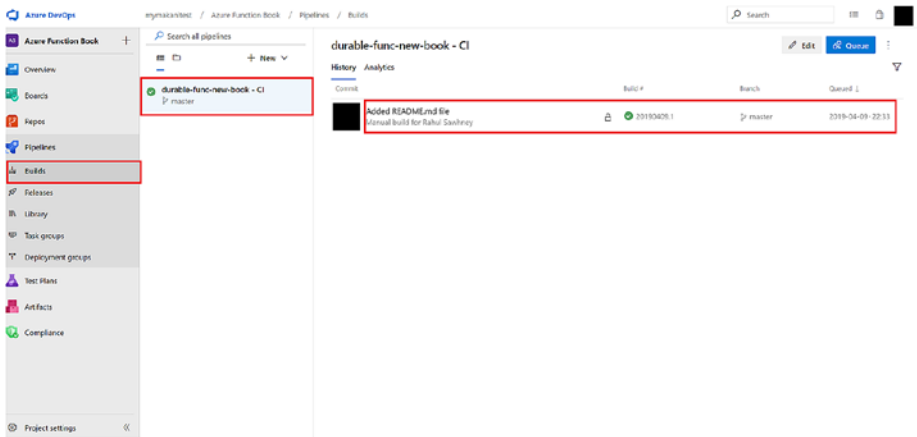 Azure DevOps
mymaicanitest / Azure Function Book / Pipelines / Builds
Search
Azure Function Book
Overview
Boards
Repos
Pipelines
Builds
Releases
Library
Task groups
Deployment groups
Test Plans
Artifacts
Compliance
Project settings
Search all pipelines
+ New
durable-func-new-book - CI
master
durable-func-new-book - CI
Edit
Queue
History Analytics
Commit Build # Branch Queued ↓
Added README.md file
Manual build for Rahul Sawhney
20190409.1 master 2019-04-09 - 22:33